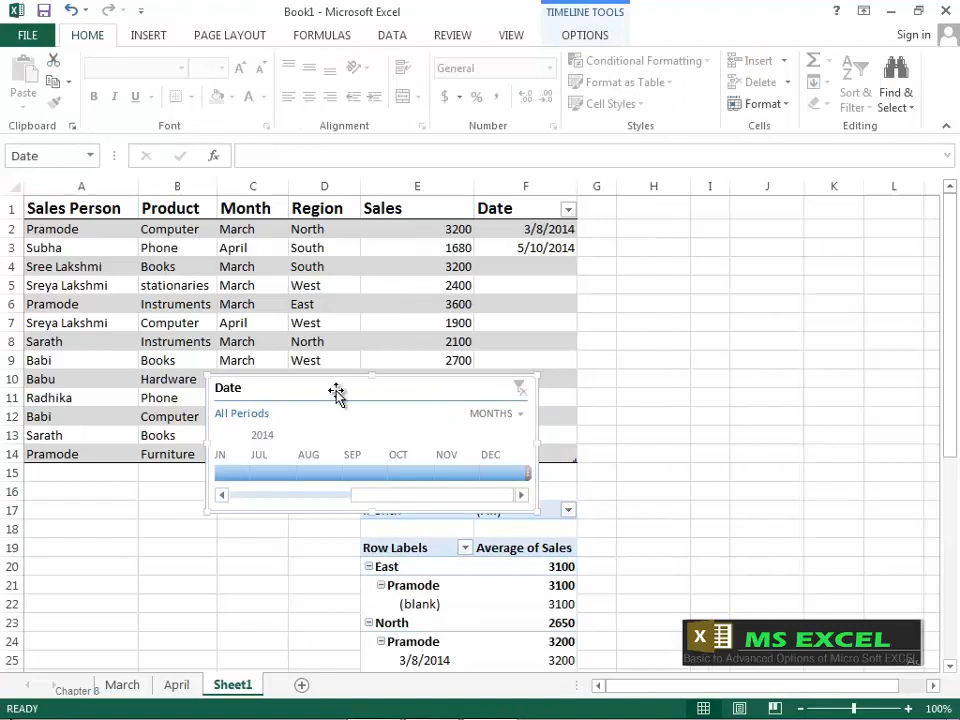 Book1 - Microsoft Excel
TIMELINE TOOLS
?
FILE HOME INSERT PAGE LAYOUT FORMULAS DATA REVIEW VIEW OPTIONS Sign in
Paste
General
$ % ,
B I U A
Conditional Formatting
Format as Table
Cell Styles
Insert
Delete
Format
Sort & Filter
Find & Select
Clipboard Font Alignment Number Styles Cells Editing
Date fx
A B C D E F G H I J K L
1 Sales Person Product Month Region Sales Date
2 Pramode Computer March North 3200 3/8/2014
3 Subha Phone April South 1680 5/10/2014
4 Sree Lakshmi Books March South 3200
5 Sreya Lakshmi stationaries March West 2400
6 Pramode Instruments March East 3600
7 Sreya Lakshmi Computer April West 1900
8 Sarath Instruments March North 2100
9 Babi Books March West 2700
10 Babu Hardware
11 Radhika Phone
12 Babi Computer
13 Sarath Books
14 Pramode Furniture
Date
All Periods MONTHS
2014
JN JUL AUG SEP OCT NOV DEC
15
16
17
18
19 Row Labels Average of Sales
20 East 3100
21 Pramode 3100
22 (blank) 3100
23 North 2650
24 Pramode 3200
25 3/8/2014 3200
X MS EXCEL
Basic to Advanced Options of Micro Soft EXCEL
Chapter 8
March April Sheet1
READY 100%